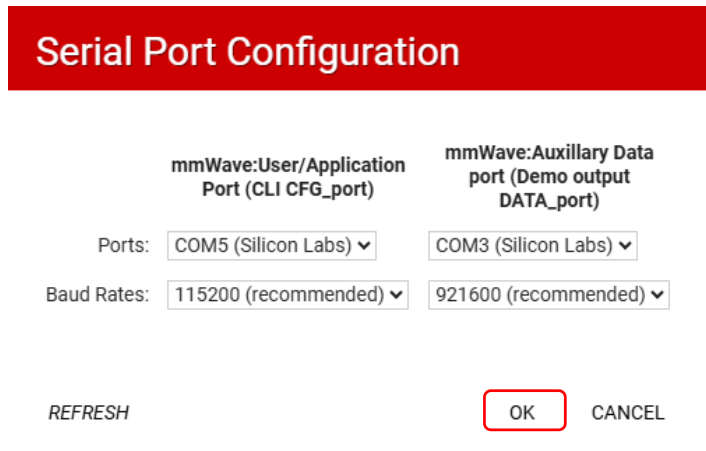 Serial Port Configuration
mmWave:User/Application
Port (CLI CFG_port)
mmWave:Auxillary Data
port (Demo output
DATA_port)
Ports: COM5 (Silicon Labs) COM3 (Silicon Labs)
Baud Rates: 115200 (recommended) 921600 (recommended)
REFRESH OK CANCEL